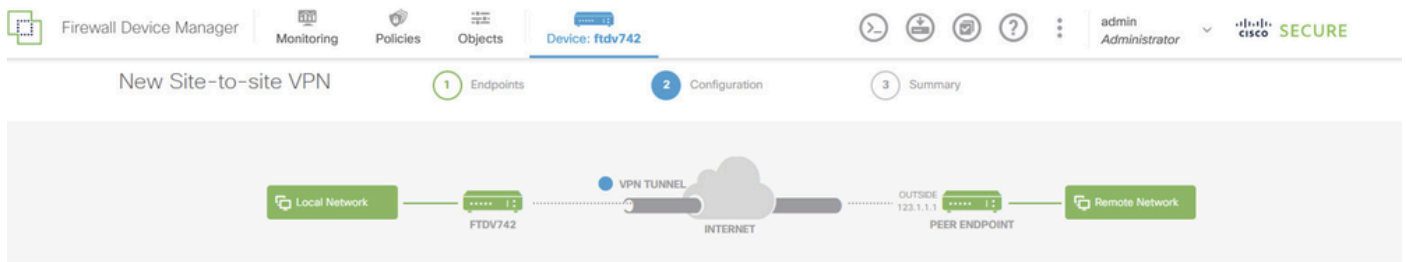 Firewall Device Manager
Monitoring
Policies
Objects
Device: ftdv742
>_
?
admin
Administrator
cisco SECURE
New Site-to-site VPN
1 Endpoints
2 Configuration
3 Summary
Local Network
FTDV742
VPN TUNNEL
INTERNET
OUTSIDE
123.1.1.1
PEER ENDPOINT
Remote Network